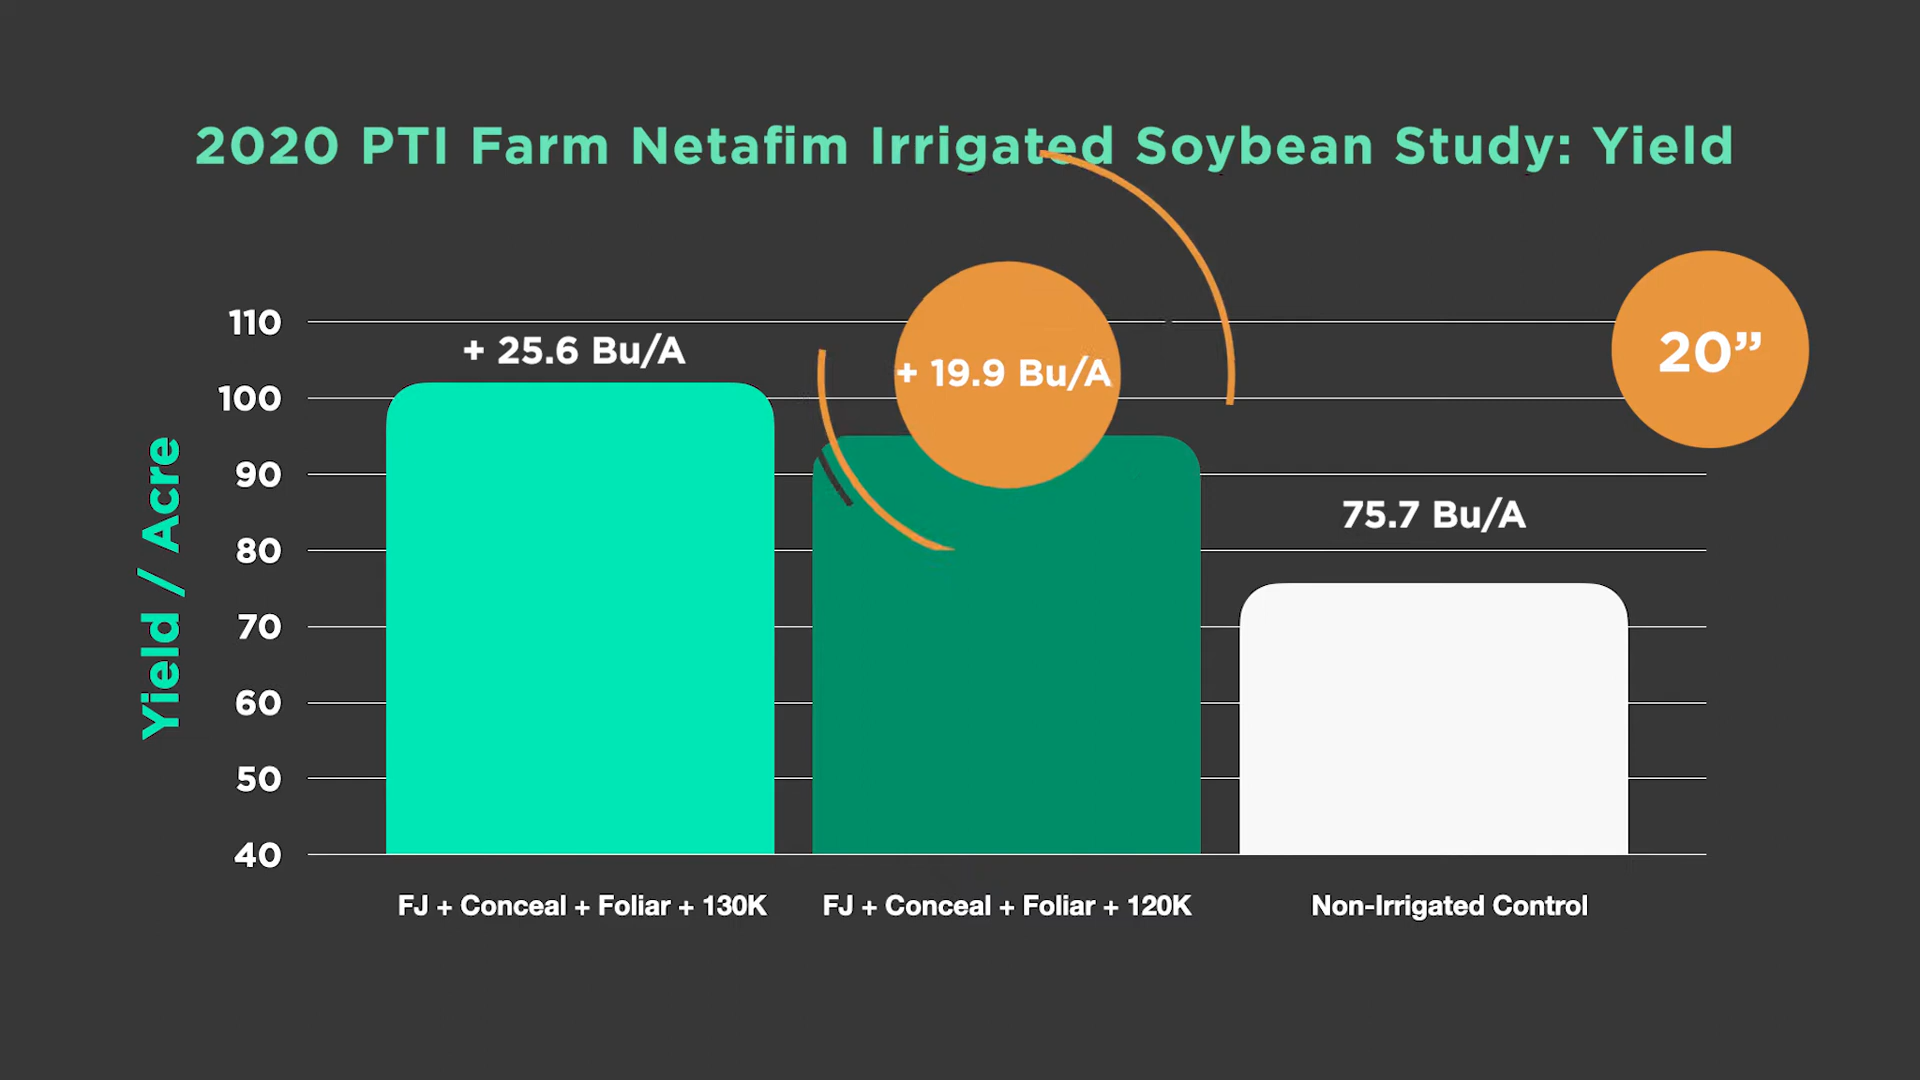 2020 PTI Farm Netafim Irrigated Soybean Study: Yield
20”
+ 25.6 Bu/A
+ 19.9 Bu/A
75.7 Bu/A
Yield / Acre
110
100
90
80
70
60
50
40
FJ + Conceal + Foliar + 130K
FJ + Conceal + Foliar + 120K
Non-Irrigated Control